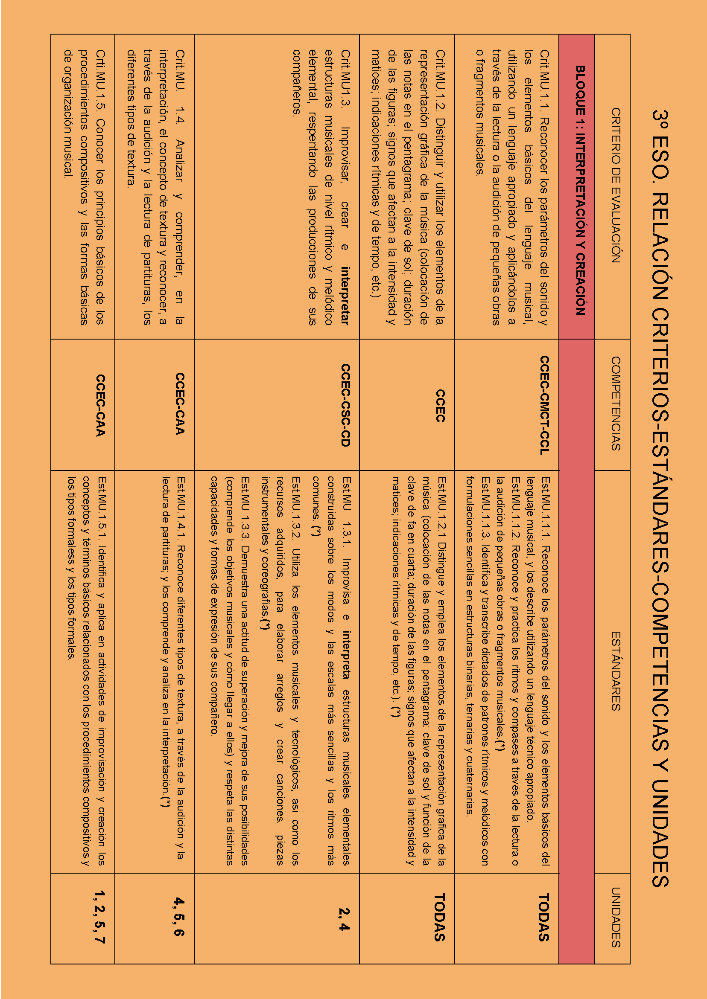 3º ESO. RELACIÓN CRITERIOS-ESTÁNDARES-COMPETENCIAS Y UNIDADES
CRITERIO DE EVALUACIÓN
COMPETENCIAS
ESTÁNDARES
UNIDADES
BLOQUE 1: INTERPRETACIÓN Y CREACIÓN
Crit.MU.1.1. Reconocer los parámetros del sonido y
los elementos básicos del lenguaje musical,
utilizando un lenguaje apropiado y aplicándolos a
través de la lectura o la audición de pequeñas obras
o fragmentos musicales.
CCEC-CMCT-CCL
Est.MU.1.1.1. Reconoce los parámetros del sonido y los elementos básicos del
lenguaje musical, y los describe utilizando un lenguaje técnico apropiado.
Est.MU.1.1.2. Reconoce y practica los ritmos y compases a través de la lectura o
la audición de pequeñas obras o fragmentos musicales.(*)
Est.MU.1.1.3. Identifica y transcribe dictados de patrones rítmicos y melódicos con
formulaciones sencillas en estructuras binarias, ternarias y cuaternarias.
TODAS
Crit.MU.1.2. Distinguir y utilizar los elementos de la
representación gráfica de la música (colocación de
las notas en el pentagrama; clave de sol; duración
de las figuras; signos que afectan a la intensidad y
matices; indicaciones rítmicas y de tempo, etc.)
CCEC
Est.MU.1.2.1 Distingue y emplea los elementos de la representación gráfica de la
música (colocación de las notas en el pentagrama; clave de sol y función de la
clave de fa en cuarta; duración de las figuras; signos que afectan a la intensidad y
matices; indicaciones rítmicas y de tempo, etc.). (*)
TODAS
Crit.MU1.3. Improvisar, crear e interpretar
estructuras musicales de nivel rítmico y melódico
elemental, respentando las producciones de sus
compañeros.
CCEC-CSC-CD
Est.MU 1.3.1. Improvisa e interpreta estructuras musicales elementales
construidas sobre los modos y las escalas más sencillas y los ritmos más
comunes. (*)
Est.MU.1.3.2. Utiliza los elementos musicales y tecnológicos, así como los
recursos adquiridos, para elaborar arreglos y crear canciones, piezas
instrumentales y coreografías.(*)
Est.MU 1.3.3. Demuestra una actitud de superación y mejora de sus posibilidades
(comprende los objetivos musicales y cómo llegar a ellos) y respeta las distintas
capacidades y formas de expresión de sus compañero.
2, 4
Crit.MU. 1.4. Analizar y comprender, en la
interpretación, el concepto de textura y reconocer, a
través de la audición y la lectura de partituras, los
diferentes tipos de textura.
CCEC-CAA
Est.MU.1.4.1. Reconoce diferentes tipos de textura, a través de la audición y la
lectura de partituras; y los comprende y analiza en la interpretación.(*)
4, 5, 6
Crti.MU.1.5. Conocer los principios básicos de los
procedimientos compositivos y las formas básicas
de organización musical.
CCEC-CAA
Est.MU.1.5.1. Identifica y aplica en actividades de improvisación y creación los
conceptos y términos básicos relacionados con los procedimientos compositivos y
los tipos formaless y los tipos formales.
1, 2, 5, 7